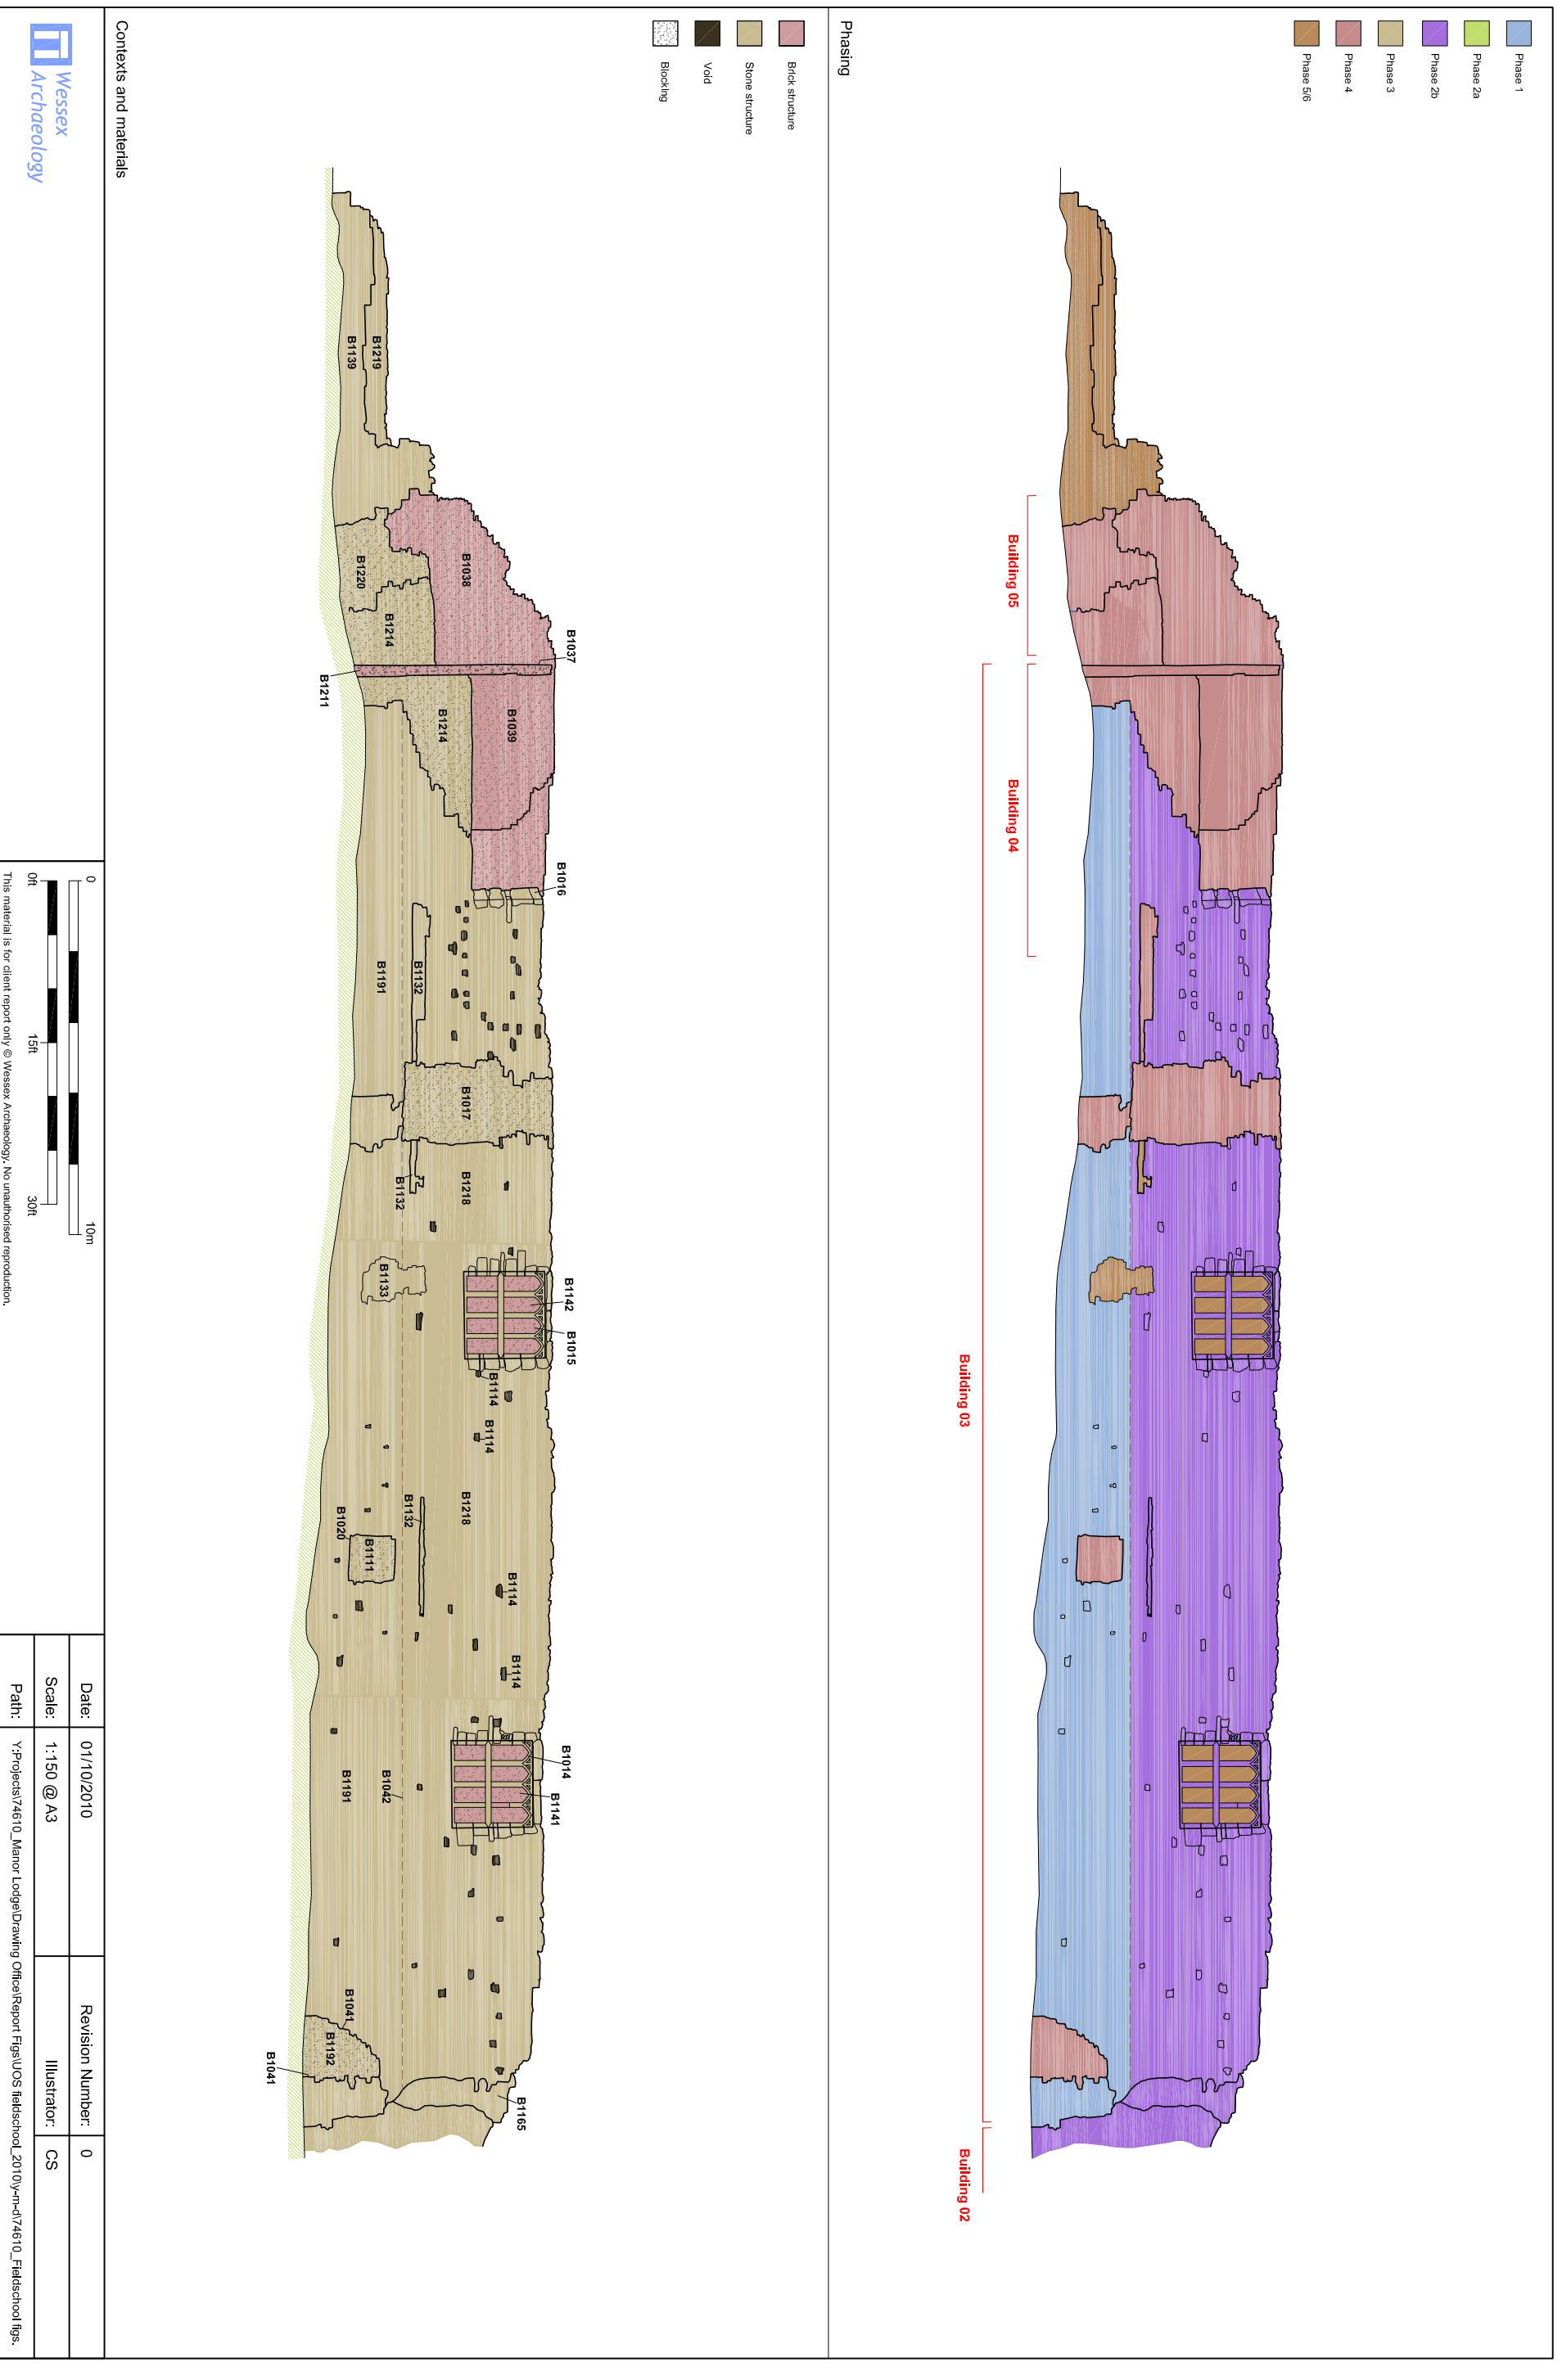 Phase 1
Phase 2a
Phase 2b
Phase 3
Phase 4
Phase 5/6
Building 05
Building 04
Building 03
Building 02
Phasing
Brick structure
Stone structure
Void
Blocking
B1037
B1016
B1142
B1015
B1014
B1141
B1165
B1219
B1139
B1038
B1220
B1214
B1211
B1039
B1214
B1132
B1191
B1017
B1218
B1132
B1133
B1114
B1114
B1218
B1132
B1020
B1111
B1114
B1114
B1042
B1191
B1041
B1192
B1041
Contexts and materials
Wessex
Archaeology
0
10m
0ft
15ft
30ft
This material is for client report only © Wessex Archaeology. No unauthorised reproduction.
Date:
01/10/2010
Revision Number:
0
Scale:
1:150 @ A3
Illustrator:
CS
Path:
Y:Projects\74610_Manor Lodge\Drawing Office\Report Figs\UOS fieldschool_2010\y-m-d\74610_Fieldschool figs.